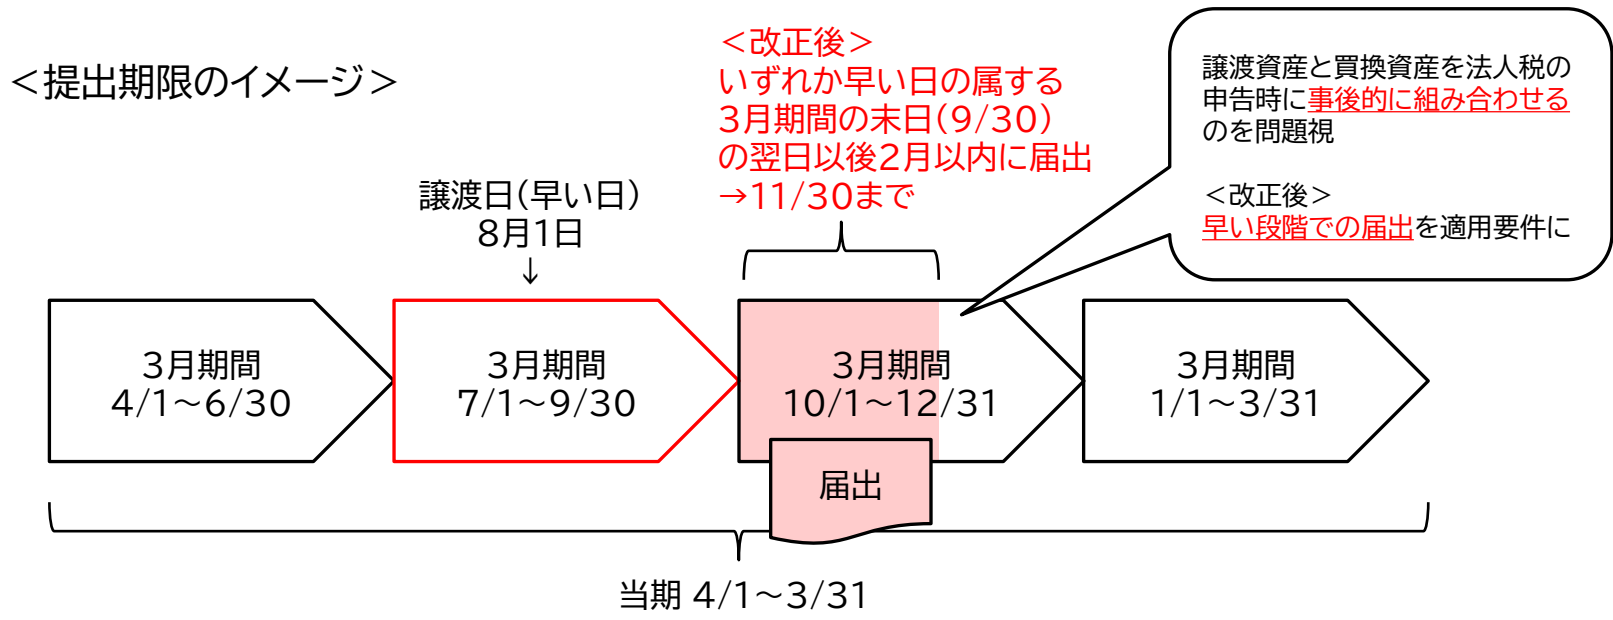 ＜提出期限のイメージ＞
＜改正後＞
いずれか早い日の属する
3月期間の末日(9/30)
の翌日以後2月以内に届出
→11/30まで
譲渡資産と買換資産を法人税の
申告時に事後的に組み合わせる
のを問題視
＜改正後＞
早い段階での届出を適用要件に
譲渡日(早い日)
8月1日
↓
3月期間
4/1～6/30
3月期間
7/1～9/30
3月期間
10/1～12/31
3月期間
1/1～3/31
届出
当期 4/1～3/31